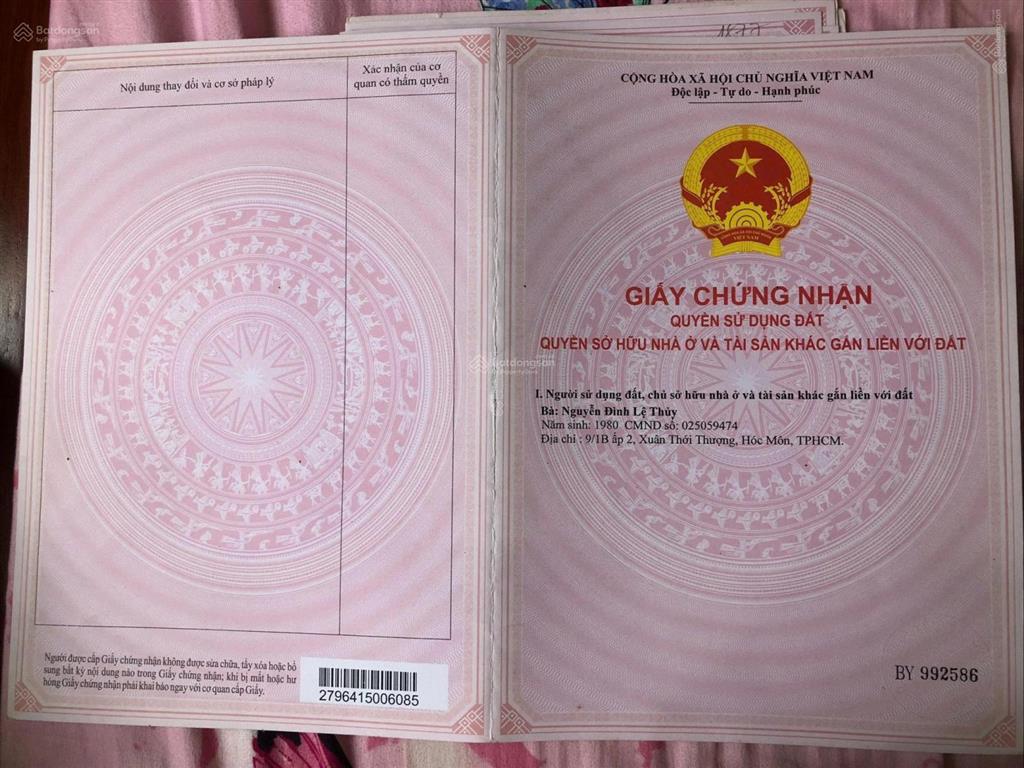 Batdongsan
Nội dung thay đổi và cơ sở pháp lý
Xác nhận của cơ
quan có thẩm quyền
Người được cấp Giấy chứng nhận không được sửa chữa, tẩy xóa hoặc bổ
sung bất kỳ nội dung nào trong Giấy chứng nhận; khi bị mất hoặc hư
hỏng Giấy chứng nhận phải khai báo ngay với cơ quan cấp Giấy.
2796415006085
CỘNG HÒA XÃ HỘI CHỦ NGHĨA VIỆT NAM
Độc lập - Tự do - Hạnh phúc
VIỆT NAM
GIẤY CHỨNG NHẬN
QUYỀN SỬ DỤNG ĐẤT
QUYỀN SỞ HỮU NHÀ Ở VÀ TÀI SẢN KHÁC GẮN LIỀN VỚI ĐẤT
Batdongsan
I. Người sử dụng đất, chủ sở hữu nhà ở và tài sản khác gắn liền với đất
Bà: Nguyễn Đình Lệ Thủy
Năm sinh: 1980 CMND số: 025059474
Địa chỉ : 9/1B ấp 2, Xuân Thới Thượng, Hóc Môn, TPHCM.
BY 992586